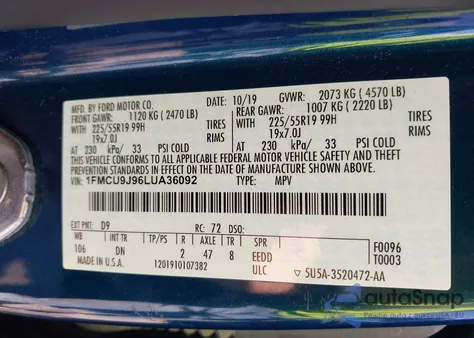 MFD. BY FORD MOTOR CO.
DATE: 10/19 GVWR: 2073 KG (4570 LB)
FRONT GAWR: 1120 KG (2470 LB)
REAR GAWR: 1007 KG (2220 LB)
WITH 225/55R19 99H TIRES
19x7.0J RIMS
AT 230 kPa/ 33 PSI COLD
WITH 225/55R19 99H TIRES
19x7.0J RIMS
AT 230 kPa/ 33 PSI COLD
THIS VEHICLE CONFORMS TO ALL APPLICABLE FEDERAL MOTOR VEHICLE SAFETY
AND THEFT PREVENTION STANDARDS IN EFFECT ON THE
DATE OF MANUFACTURE SHOWN ABOVE.
VIN: 1FMCU9J96LUA36092
TYPE: MPV
EXT PNT: D9 RC: 72 DSO:
WB INT TR TP/PS R AXLE TR SPR
106 DN 2 47 8 EEDD
ULC
F0096
T0003
MADE IN U.S.A.
1201910107382
▽ 5U5A-3520472-AA
autoSnap